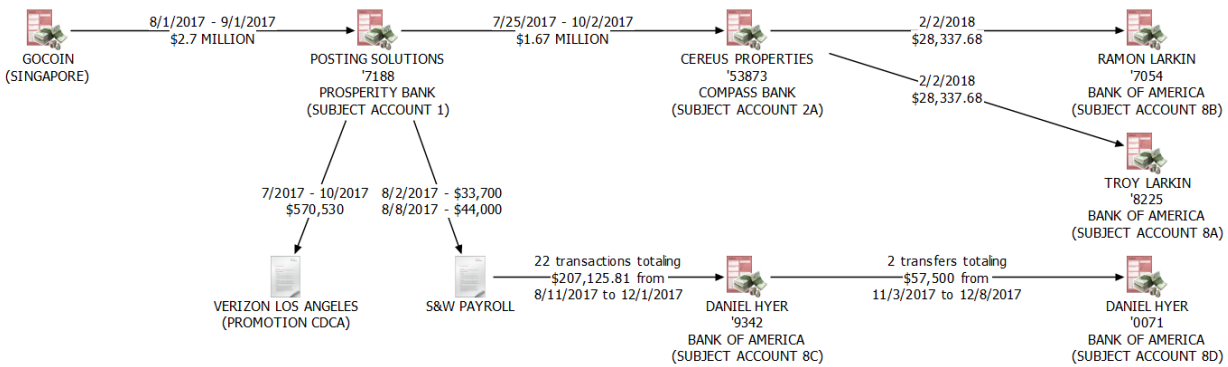 8/1/2017 - 9/1/2017
$2.7 MILLION
7/25/2017 - 10/2/2017
$1.67 MILLION
2/2/2018
$28,337.68
GOCOIN
(SINGAPORE)
POSTING SOLUTIONS
'7188
PROSPERITY BANK
(SUBJECT ACCOUNT 1)
CEREUS PROPERTIES
'53873
COMPASS BANK
(SUBJECT ACCOUNT 2A)
RAMON LARKIN
'7054
BANK OF AMERICA
(SUBJECT ACCOUNT 8B)
2/2/2018
$28,337.68
TROY LARKIN
'8225
BANK OF AMERICA
(SUBJECT ACCOUNT 8A)
7/2017 - 10/2017
$570,530
8/2/2017 - $33,700
8/8/2017 - $44,000
VERIZON LOS ANGELES
(PROMOTION CDCA)
S&W PAYROLL
22 transactions totaling
$207,125.81 from
8/11/2017 to 12/1/2017
DANIEL HYER
'9342
BANK OF AMERICA
(SUBJECT ACCOUNT 8C)
2 transfers totaling
$57,500 from
11/3/2017 to 12/8/2017
DANIEL HYER
'0071
BANK OF AMERICA
(SUBJECT ACCOUNT 8D)